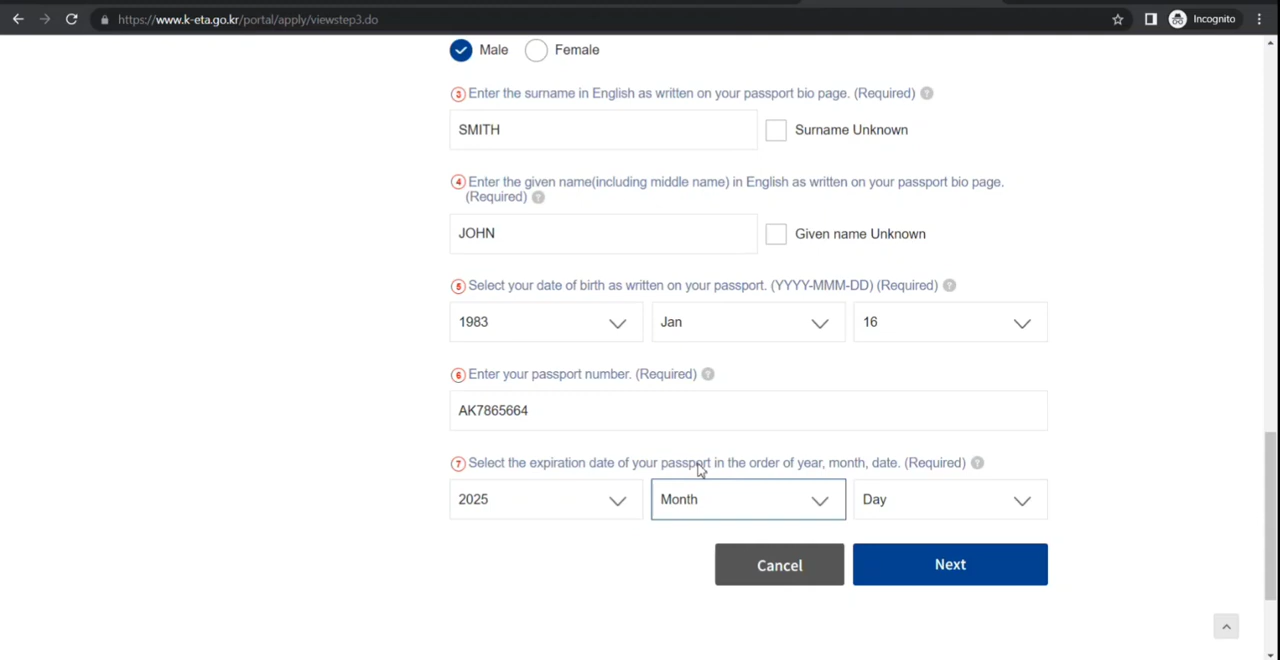 https://www.k-eta.go.kr/portal/apply/viewstep3.do
Incognito
Male
Female
3 Enter the surname in English as written on your passport bio page. (Required) ?
SMITH
Surname Unknown
4 Enter the given name(including middle name) in English as written on your passport bio page.
(Required) ?
JOHN
Given name Unknown
5 Select your date of birth as written on your passport. (YYYY-MMM-DD) (Required) ?
1983
Jan
16
6 Enter your passport number. (Required) ?
AK7865664
7 Select the expiration date of your passport in the order of year, month, date. (Required) ?
2025
Month
Day
Cancel
Next